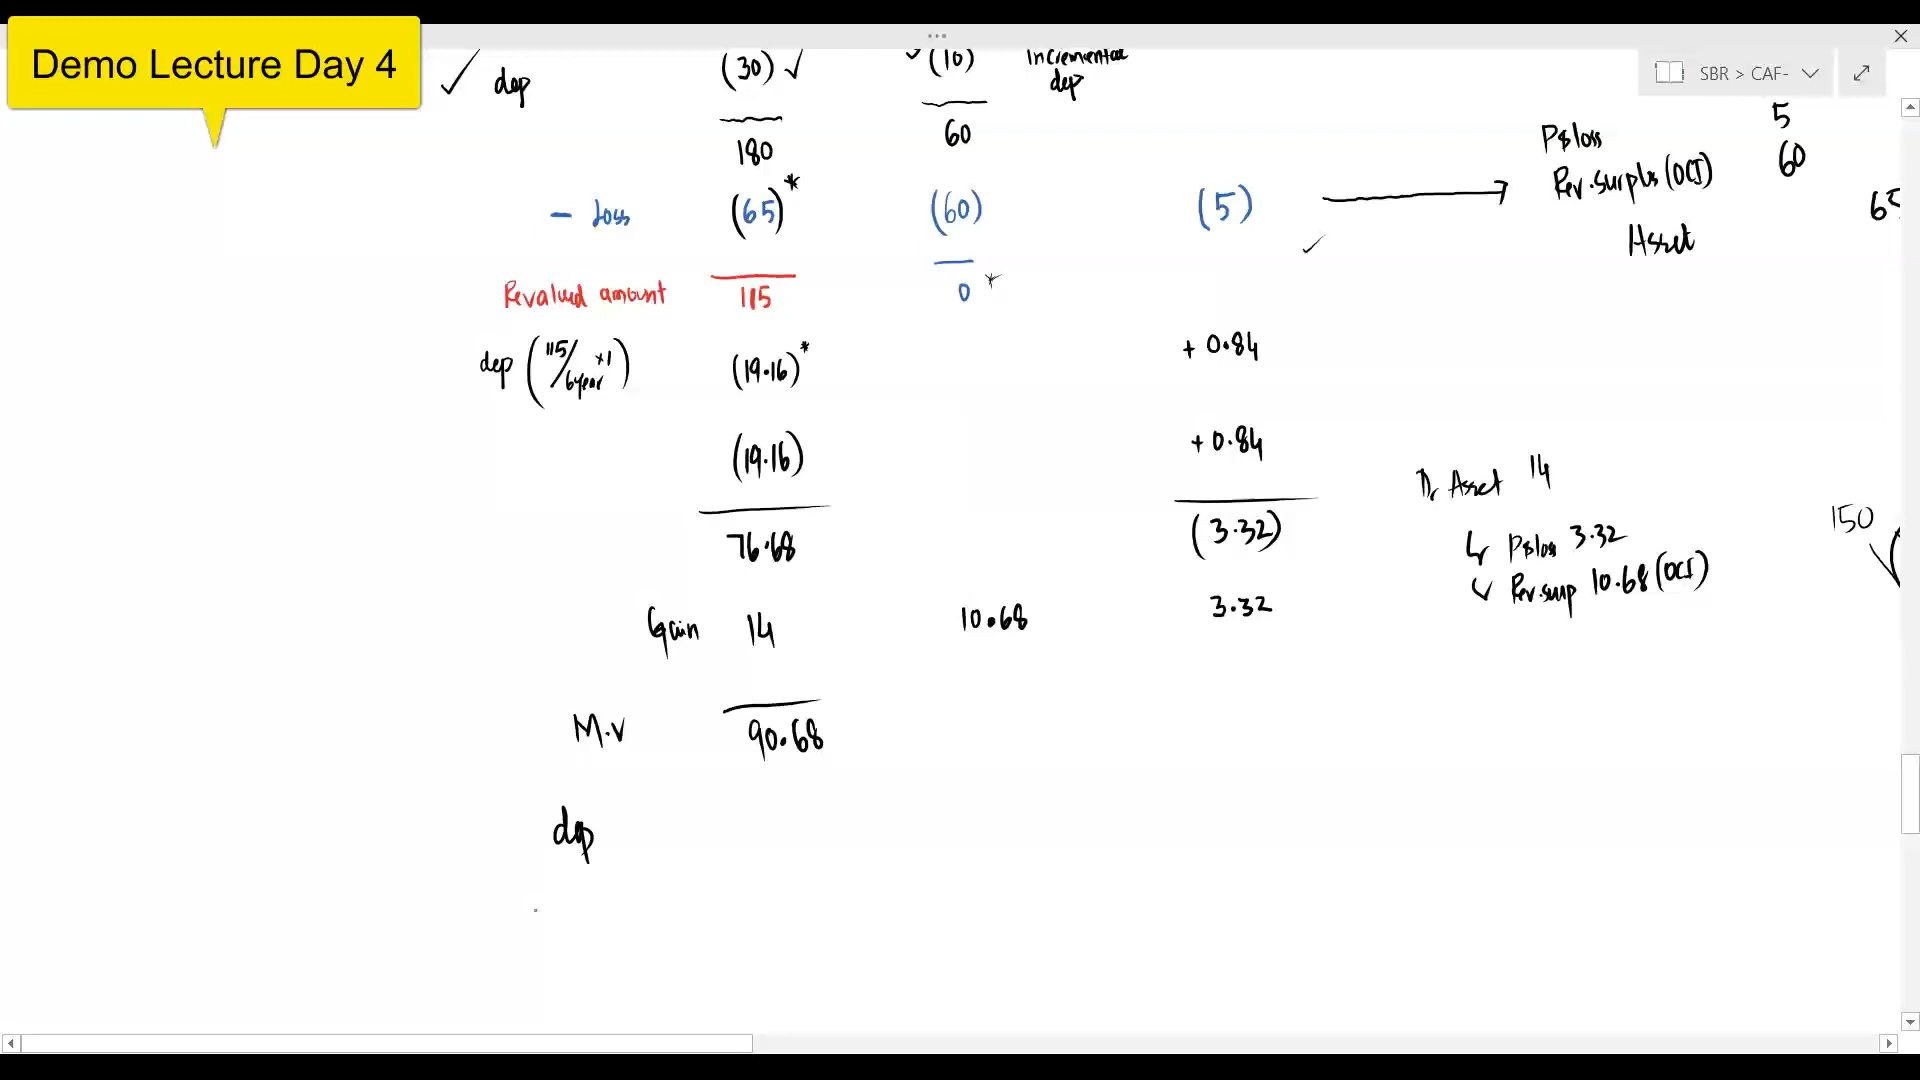 Demo Lecture Day 4
SBR > CAF-
dep (30) (10) Incremental
dep
180 60
5
P&loss
Rev.surplus(OCI) 60
- Loss (65)* (60) (5)
65
Asset
Revalued amount 115 0 *
dep (115/6year ×1) (19.16)* + 0.84
(19.16) + 0.84
Dr Asset 14
76.68 (3.32)
P&loss 3.32
150
Rev.surp 10.68 (OCI)
Gain 14 10.68 3.32
M.V 90.68
dep